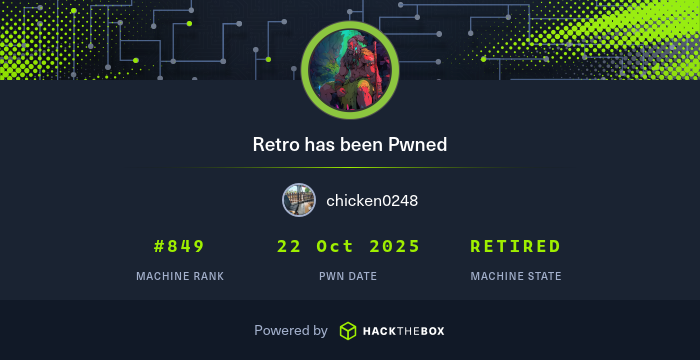 Retro has been Pwned
chicken0248
#849 22 Oct 2025 RETIRED
MACHINE RANK PWN DATE MACHINE STATE
Powered by HACKTHEBOX